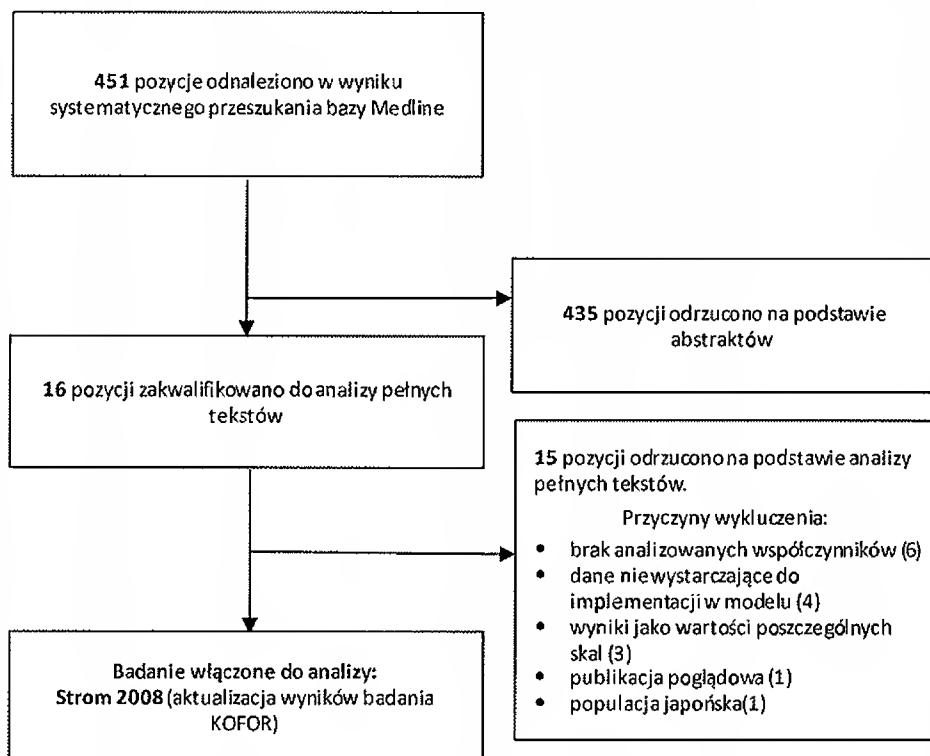 451 pozycje odnaleziono w wyniku
systematycznego przeszukania bazy Medline
435 pozycji odrzucono na podstawie
abstraktów
16 pozycji zakwalifikowano do analizy pełnych
tekstów
15 pozycji odrzucono na podstawie analizy
pełnych tekstów.
Przyczyny wykluczenia:
• brak analizowanych współczynników (6)
• dane niewystarczające do
implementacji w modelu (4)
• wyniki jako wartości poszczególnych
skal (3)
• publikacja poglądowa (1)
• populacja japońska(1)
Badanie włączone do analizy:
Strom 2008 (aktualizacja wyników badania
KOFOR)